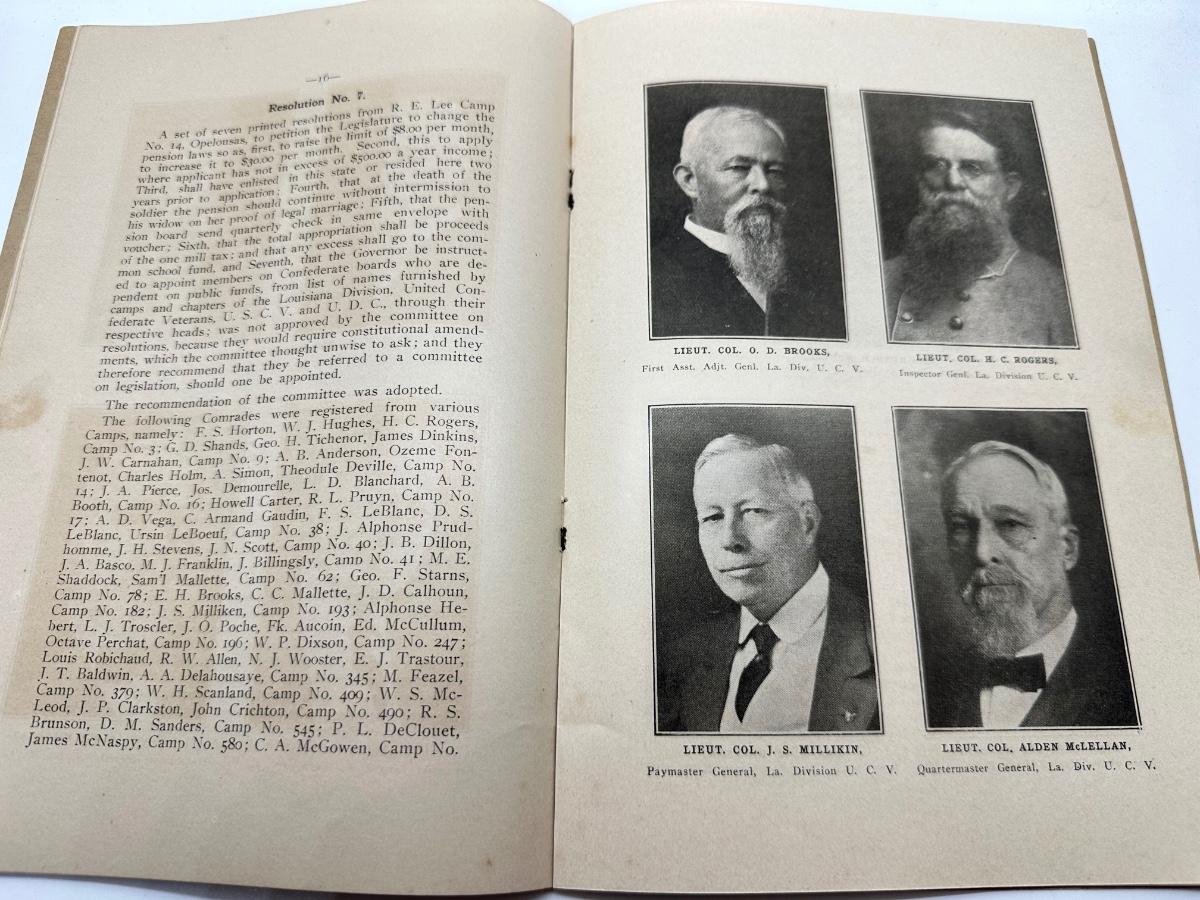 —16—
Resolution No. 7.
A set of seven printed resolutions from R. E. Lee Camp
No. 14, Opelousas, to petition the Legislature to change the
pension laws so as, first, to raise the limit of $8.00 per month,
to increase it to $30.00 per month. Second, this to apply
where applicant has not in excess of $500.00 a year income;
Third, shall have enlisted in this state or resided here two
years prior to application; Fourth, that at the death of the
soldier the pension should continue without intermission to
his widow on her proof of legal marriage; Fifth, that the pen-
sion board send quarterly check in same envelope with
voucher; Sixth, that the total appropriation shall be proceeds
of the one mill tax; and that any excess shall go to the com-
mon school fund, and Seventh, that the Governor be instruct-
ed to appoint members on Confederate boards who are de-
pendent on public funds, from list of names furnished by
camps and chapters of the Louisiana Division, United Con-
federate Veterans, U. S. C. V. and U. D. C., through their
respective heads; was not approved by the committee on
resolutions, because they would require constitutional amend-
ments, which the committee thought unwise to ask; and they
therefore recommend that they be referred to a committee
on legislation, should one be appointed.
The recommendation of the committee was adopted.
The following Comrades were registered from various
Camps, namely: F. S. Horton, W. J. Hughes, H. C. Rogers,
Camp No. 3; G. D. Shands, Geo. H. Tichenor, James Dinkins,
J. W. Carnahan, Camp No. 9; A. B. Anderson, Ozeme Fon-
tenot, Charles Holm, A. Simon, Theodule Deville, Camp No.
14; J. A. Pierce, Jos. Demourelle, L. D. Blanchard, A. B.
Booth, Camp No. 16; Howell Carter, R. L. Pruyn, Camp No.
17; A. D. Vega, C. Armand Gaudin, F. S. LeBlanc, D. S.
LeBlanc, Ursin LeBoeuf, Camp No. 38; J. Alphonse Prud-
homme, J. H. Stevens, J. N. Scott, Camp No. 40; J. B. Dillon,
J. A. Basco, M. J. Franklin, J. Billingsly, Camp No. 41; M. E.
Shaddock, Sam'l Mallette, Camp No. 62; Geo. F. Starns,
Camp No. 78; E. H. Brooks, C. C. Mallette, J. D. Calhoun,
Camp No. 182; J. S. Milliken, Camp No. 193; Alphonse He-
bert, L. J. Troscler, J. O. Poche, Fk. Aucoin, Ed. McCullum,
Octave Perchat, Camp No. 196; W. P. Dixson, Camp No. 247;
Louis Robichaud, R. W. Allen, N. J. Wooster, E. J. Trastour,
J. T. Baldwin, A. A. Delahousaye, Camp No. 345; M. Feazel,
Camp No. 379; W. H. Scanland, Camp No. 409; W. S. Mc-
Leod, J. P. Clarkston, John Crichton, Camp No. 490; R. S.
Brunson, D. M. Sanders, Camp No. 545; P. L. DeClouet,
James McNaspy, Camp No. 580; C. A. McGowen, Camp No.
LIEUT. COL. O. D. BROOKS,
First Asst. Adjt. Genl. La. Div, U. C. V.
LIEUT. COL. H. C. ROGERS,
Inspector Genl. La. Division U. C. V.
LIEUT. COL. J. S. MILLIKIN,
Paymaster General, La. Division U. C. V.
LIEUT. COL. ALDEN McLELLAN,
Quartermaster General, La. Div. U. C. V.